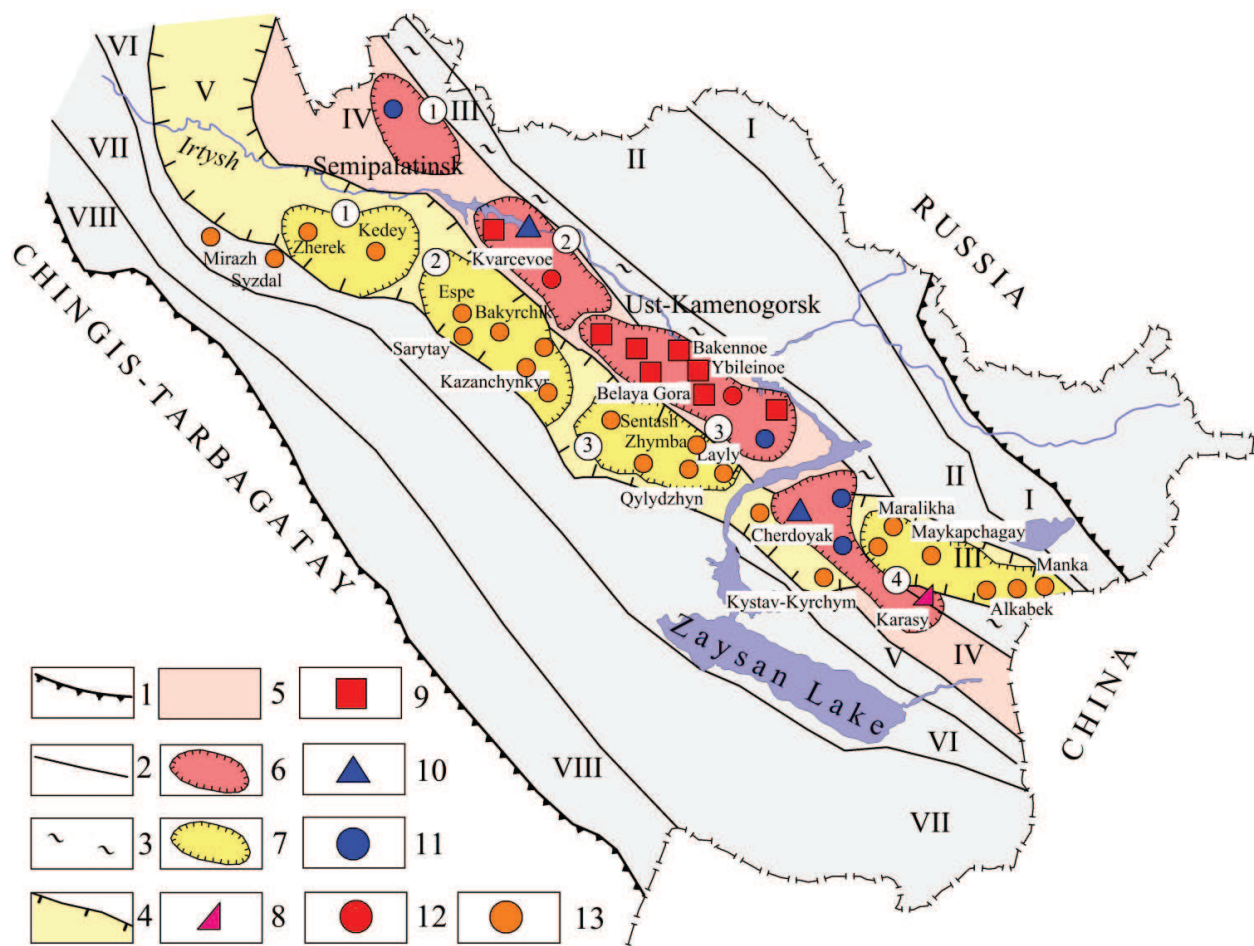 VI
V
IV
1
III
I
II
VII
Irtysh
Semipalatinsk
VIII
RUSSIA
1
Kedey
Zherek
Mirazh
Syzdal
2
2
Kvarcevoe
Espe
Bakyrchik
Sarytay
Kazanchynkyr
Ust-Kamenogorsk
Bakennoe
Ybileinoe
Belaya Gora
CHINGIS-TARBAGATAY
Sentash
3
Zhymba
3
Layly
Qylydzhyn
II
I
Maralikha
Maykapchagay
Cherdoyak
III
Manka
4
Kystav-Kyrchym
Karasy
Alkabek
Zaysan Lake
V
IV
CHINA
VI
VIII
VII
1
5
9
2
6
10
3
7
11
4
8
12
13